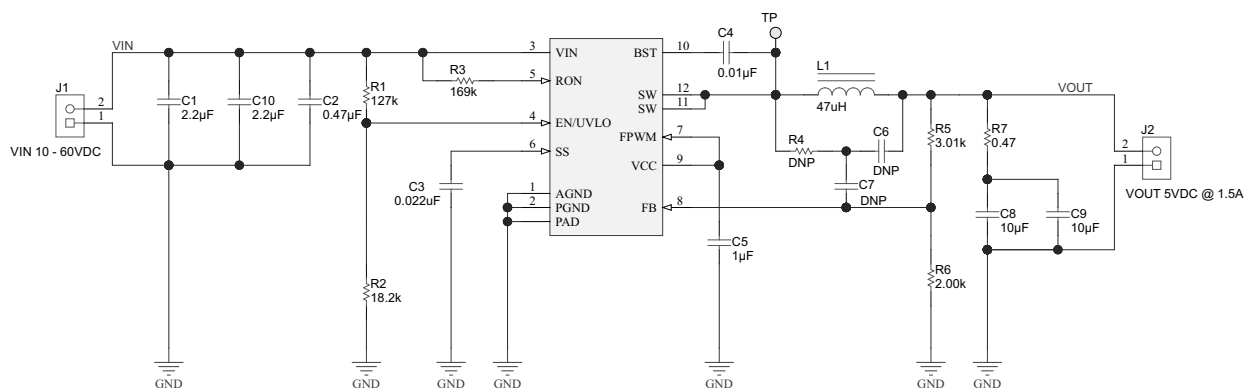 TP
C4
0.01µF
VIN
3
VIN
BST
10
J1
2
1
VIN 10 - 60VDC
C1
2.2µF
C10
2.2µF
C2
0.47µF
R1
127k
R3
169k
5
RON
4
EN/UVLO
6
SS
C3
0.022uF
1
AGND
2
PGND
PAD
R2
18.2k
SW
12
SW
11
FPWM
7
VCC
9
FB
8
C5
1µF
L1
47uH
R4
DNP
C6
DNP
C7
DNP
R5
3.01k
R6
2.00k
R7
0.47
C8
10µF
C9
10µF
VOUT
J2
2
1
VOUT 5VDC @ 1.5A
GND
GND
GND
GND
GND
GND
GND